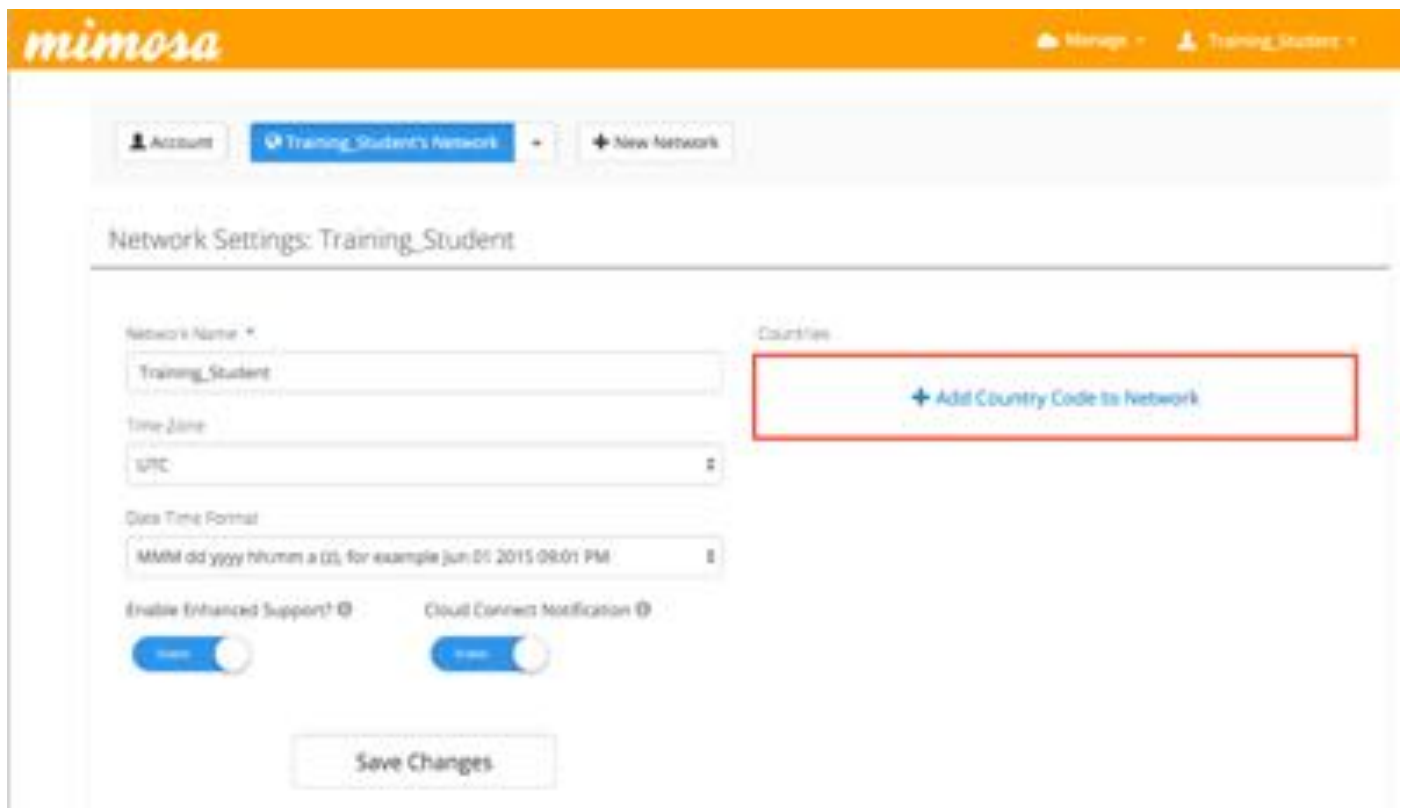 mimosa
Manage
Training_Student
Account
Training_Student's Network
New Network
Network Settings: Training_Student
Network Name *
Training_Student
Time Zone
UTC
Date Time Format
MMM dd yyyy hh:mm a (z), for example Jun 01 2015 09:01 PM
Enable Enhanced Support?
Cloud Connect Notification
Save Changes
Countries
Add Country Code to Network